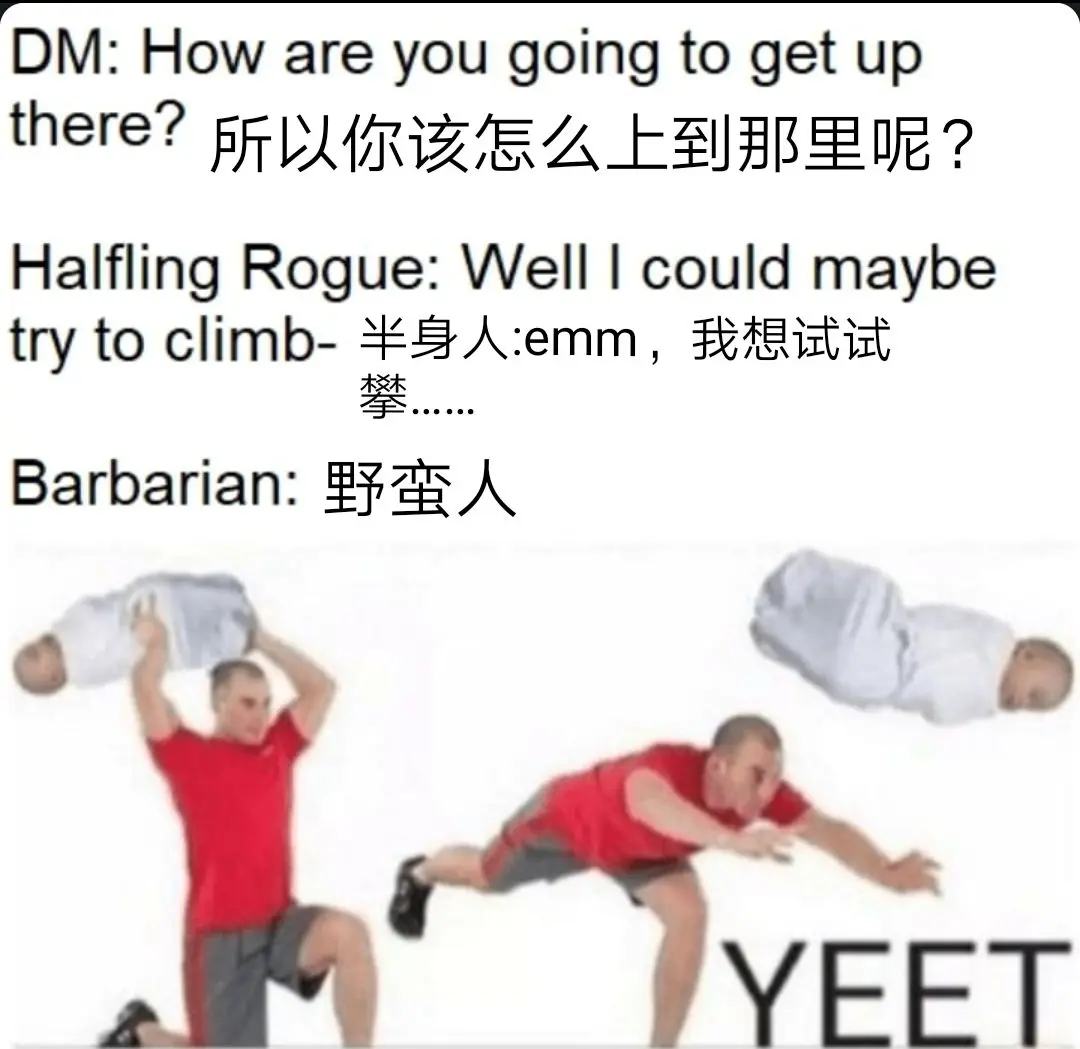 DM: How are you going to get up
there? 所以你该怎么上到那里呢?
Halfling Rogue: Well I could maybe
try to climb- 半身人:emm，我想试试
攀……
Barbarian: 野蛮人
YEET